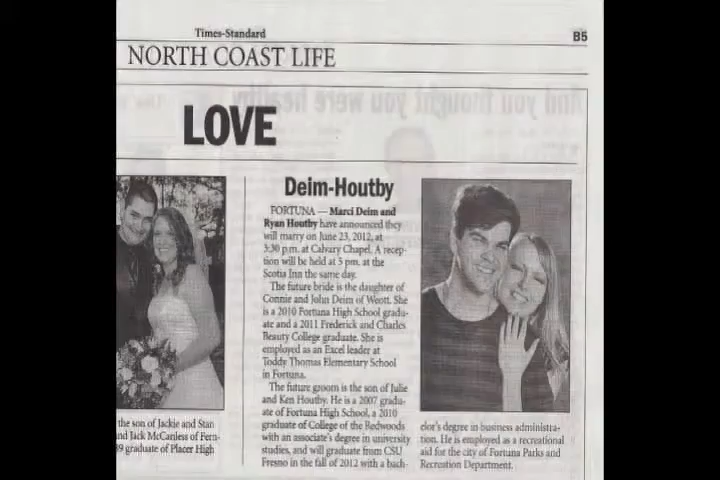 Times-Standard
B5
NORTH COAST LIFE
LOVE
Deim-Houtby
FORTUNA — Marci Deim and
Ryan Houtby have announced they
will marry on June 23, 2012, at
3:30 p.m. at Calvary Chapel. A recep-
tion will be held at 5 p.m. at the
Scotia Inn the same day.
The future bride is the daughter of
Connie and John Deim of Weott. She
is a 2010 Fortuna High School gradu-
ate and a 2011 Frederick and Charles
Beauty College graduate. She is
employed as an Excel leader at
Toddy Thomas Elementary School
in Fortuna.
The future groom is the son of Julie
and Ken Houtby. He is a 2007 gradu-
ate of Fortuna High School, a 2010
graduate of College of the Redwoods
with an associate's degree in university
studies, and will graduate from CSU
Fresno in the fall of 2012 with a bach-
elor's degree in business administra-
tion. He is employed as a recreational
aid for the city of Fortuna Parks and
Recreation Department.
the son of Jackie and Stan
and Jack McCanless of Fern-
89 graduate of Placer High